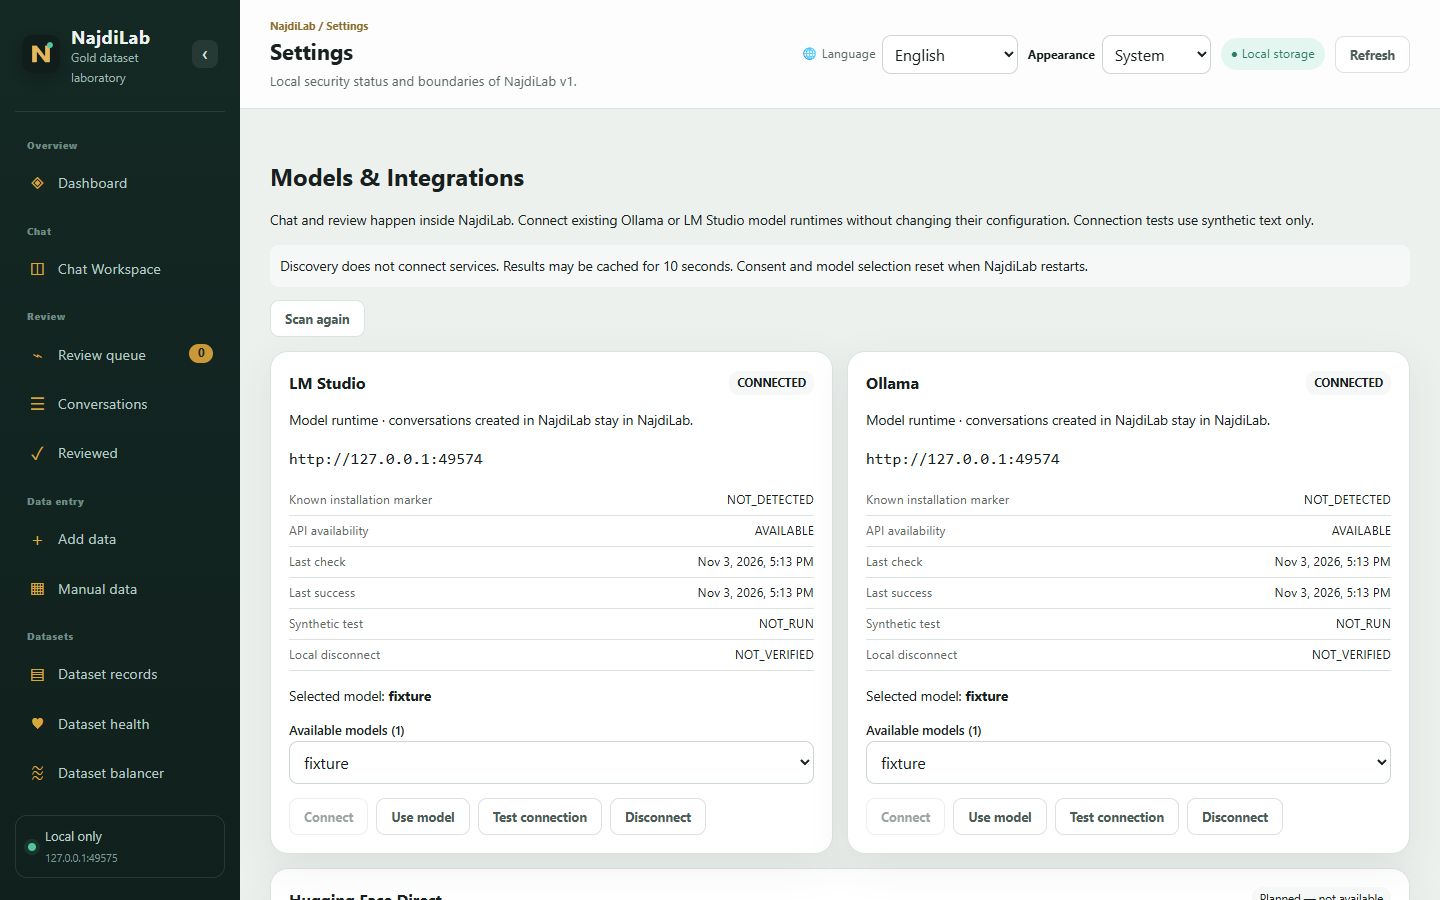 NajdiLab
Gold dataset
laboratory
Overview
Dashboard
Chat
Chat Workspace
Review
Review queue
0
Conversations
Reviewed
Data entry
Add data
Manual data
Datasets
Dataset records
Dataset health
Dataset balancer
Local only
127.0.0.1:49575
NajdiLab / Settings
Settings
Local security status and boundaries of NajdiLab v1.
Language
English
Appearance
System
Local storage
Refresh
Models & Integrations
Chat and review happen inside NajdiLab. Connect existing Ollama or LM Studio model runtimes without changing their configuration. Connection tests use synthetic text only.
Discovery does not connect services. Results may be cached for 10 seconds. Consent and model selection reset when NajdiLab restarts.
Scan again
LM Studio
CONNECTED
Model runtime · conversations created in NajdiLab stay in NajdiLab.
http://127.0.0.1:49574
Known installation marker NOT_DETECTED
API availability AVAILABLE
Last check Nov 3, 2026, 5:13 PM
Last success Nov 3, 2026, 5:13 PM
Synthetic test NOT_RUN
Local disconnect NOT_VERIFIED
Selected model: fixture
Available models (1)
fixture
Connect
Use model
Test connection
Disconnect
Ollama
CONNECTED
Model runtime · conversations created in NajdiLab stay in NajdiLab.
http://127.0.0.1:49574
Known installation marker NOT_DETECTED
API availability AVAILABLE
Last check Nov 3, 2026, 5:13 PM
Last success Nov 3, 2026, 5:13 PM
Synthetic test NOT_RUN
Local disconnect NOT_VERIFIED
Selected model: fixture
Available models (1)
fixture
Connect
Use model
Test connection
Disconnect
Hugging Face Direct
Planned — not available